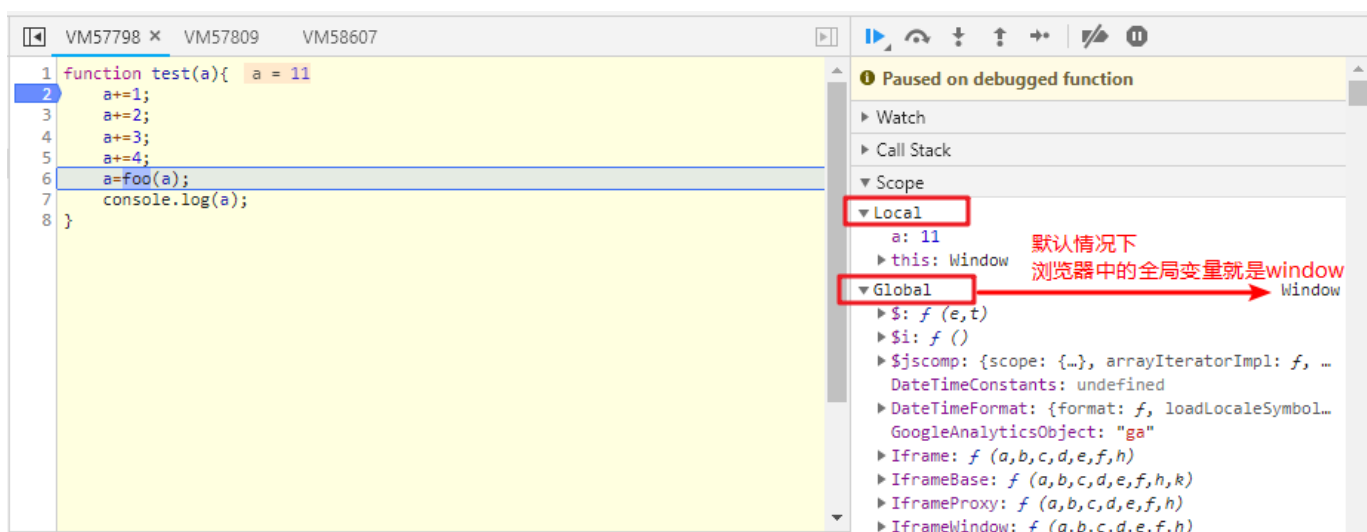 VM57798 × VM57809 VM58607
1 function test(a){ a = 11
2 a+=1;
3 a+=2;
4 a+=3;
5 a+=4;
6 a=foo(a);
7 console.log(a);
8 }
Paused on debugged function
Watch
Call Stack
Scope
Local
a: 11
this: Window
默认情况下
浏览器中的全局变量就是window
Global Window
$: ƒ (e,t)
$i: ƒ ()
$jscomp: {scope: {…}, arrayIteratorImpl: ƒ, …
DateTimeConstants: undefined
DateTimeFormat: {format: ƒ, loadLocaleSymbol…
GoogleAnalyticsObject: "ga"
Iframe: ƒ (a,b,c,d,e,f,h)
IframeBase: ƒ (a,b,c,d,e,f,h,k)
IframeProxy: ƒ (a,b,c,d,e,f,h)
IframeWindow: ƒ (a,b,c,d,e,f,h)